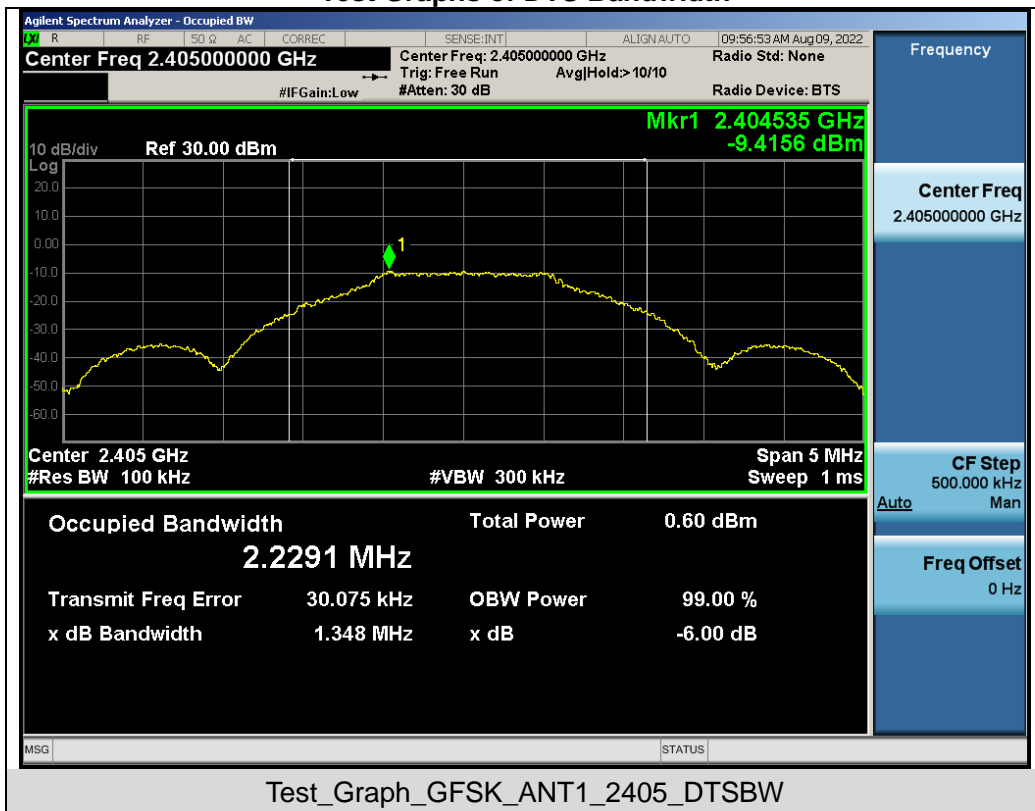 Test Graphs of DTS Bandwidth
Agilent Spectrum Analyzer - Occupied BW
LXI R RF 50 Ω AC CORREC SENSE:INT ALIGN AUTO 09:56:53 AM Aug 09, 2022
Center Freq 2.405000000 GHz
Center Freq: 2.405000000 GHz
Radio Std: None
Trig: Free Run Avg|Hold:> 10/10
#IFGain:Low
#Atten: 30 dB
Radio Device: BTS
Mkr1 2.404535 GHz
-9.4156 dBm
10 dB/div Ref 30.00 dBm
Log
20.0
10.0
0.00
1
-10.0
-20.0
-30.0
-40.0
-50.0
-60.0
Center 2.405 GHz Span 5 MHz
#Res BW 100 kHz #VBW 300 kHz Sweep 1 ms
Occupied Bandwidth Total Power 0.60 dBm
2.2291 MHz
Transmit Freq Error 30.075 kHz OBW Power 99.00 %
x dB Bandwidth 1.348 MHz x dB -6.00 dB
MSG STATUS
Frequency
Center Freq
2.405000000 GHz
CF Step
500.000 kHz
Auto Man
Freq Offset
0 Hz
Test_Graph_GFSK_ANT1_2405_DTSBW